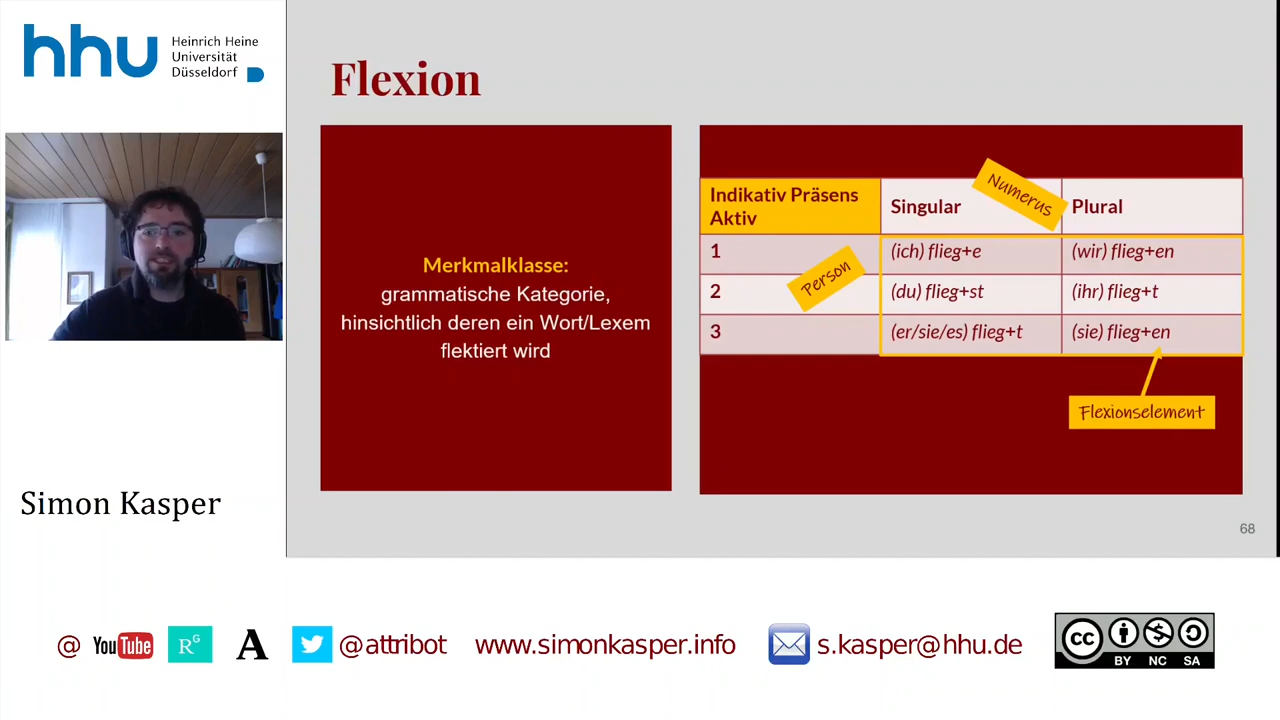 hhu
Heinrich Heine
Universität
Düsseldorf
Flexion
Merkmalklasse:
grammatische Kategorie,
hinsichtlich deren ein Wort/Lexem
flektiert wird
Indikativ Präsens
Aktiv
Singular
Numerus
Plural
1
(ich) flieg+e
(wir) flieg+en
Person
2
(du) flieg+st
(ihr) flieg+t
3
(er/sie/es) flieg+t
(sie) flieg+en
Flexionselement
Simon Kasper
68
@ YouTube RG A @attribot www.simonkasper.info s.kasper@hhu.de
cc BY NC SA